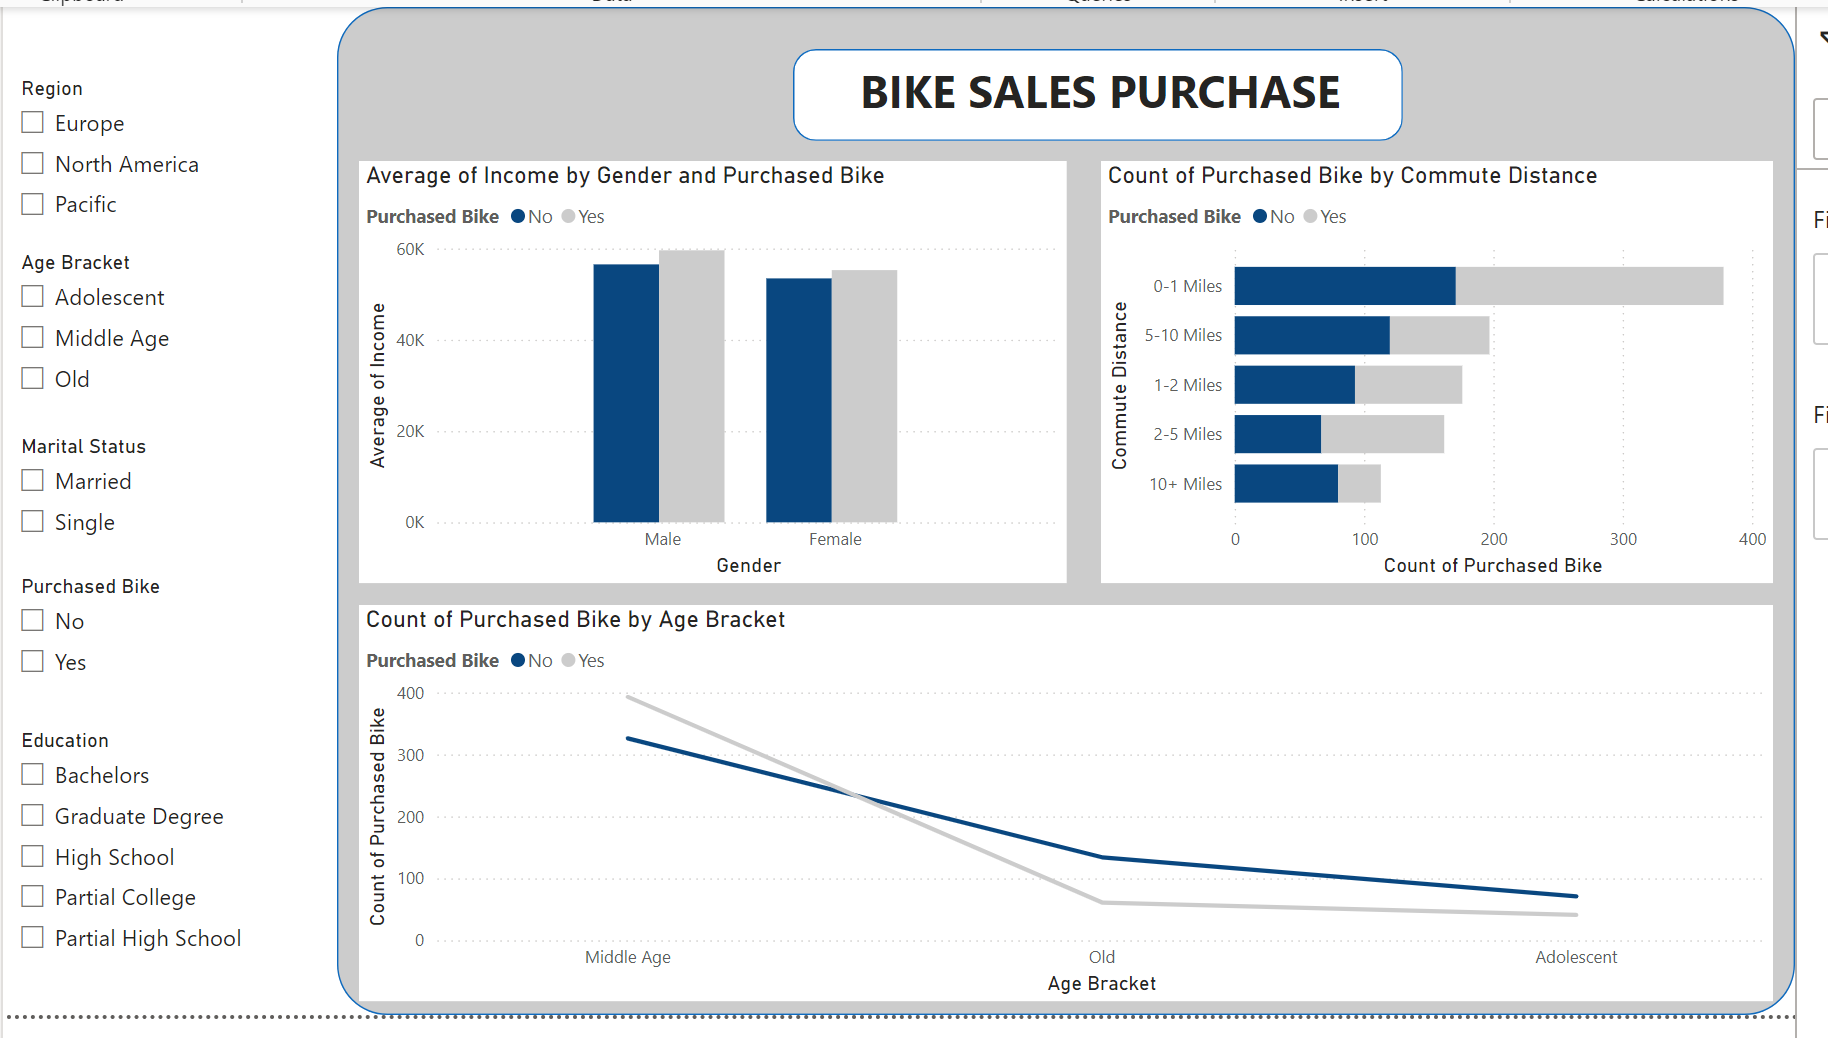 Region
Europe
North America
Pacific
Age Bracket
Adolescent
Middle Age
Old
Marital Status
Married
Single
Purchased Bike
No
Yes
Education
Bachelors
Graduate Degree
High School
Partial College
Partial High School
BIKE SALES PURCHASE
Average of Income by Gender and Purchased Bike
Purchased Bike No Yes
Average of Income
60K
40K
20K
0K
Male Female
Gender
Count of Purchased Bike by Commute Distance
Purchased Bike No Yes
Commute Distance
0-1 Miles
5-10 Miles
1-2 Miles
2-5 Miles
10+ Miles
0 100 200 300 400
Count of Purchased Bike
Count of Purchased Bike by Age Bracket
Purchased Bike No Yes
Count of Purchased Bike
400
300
200
100
0
Middle Age Old Adolescent
Age Bracket